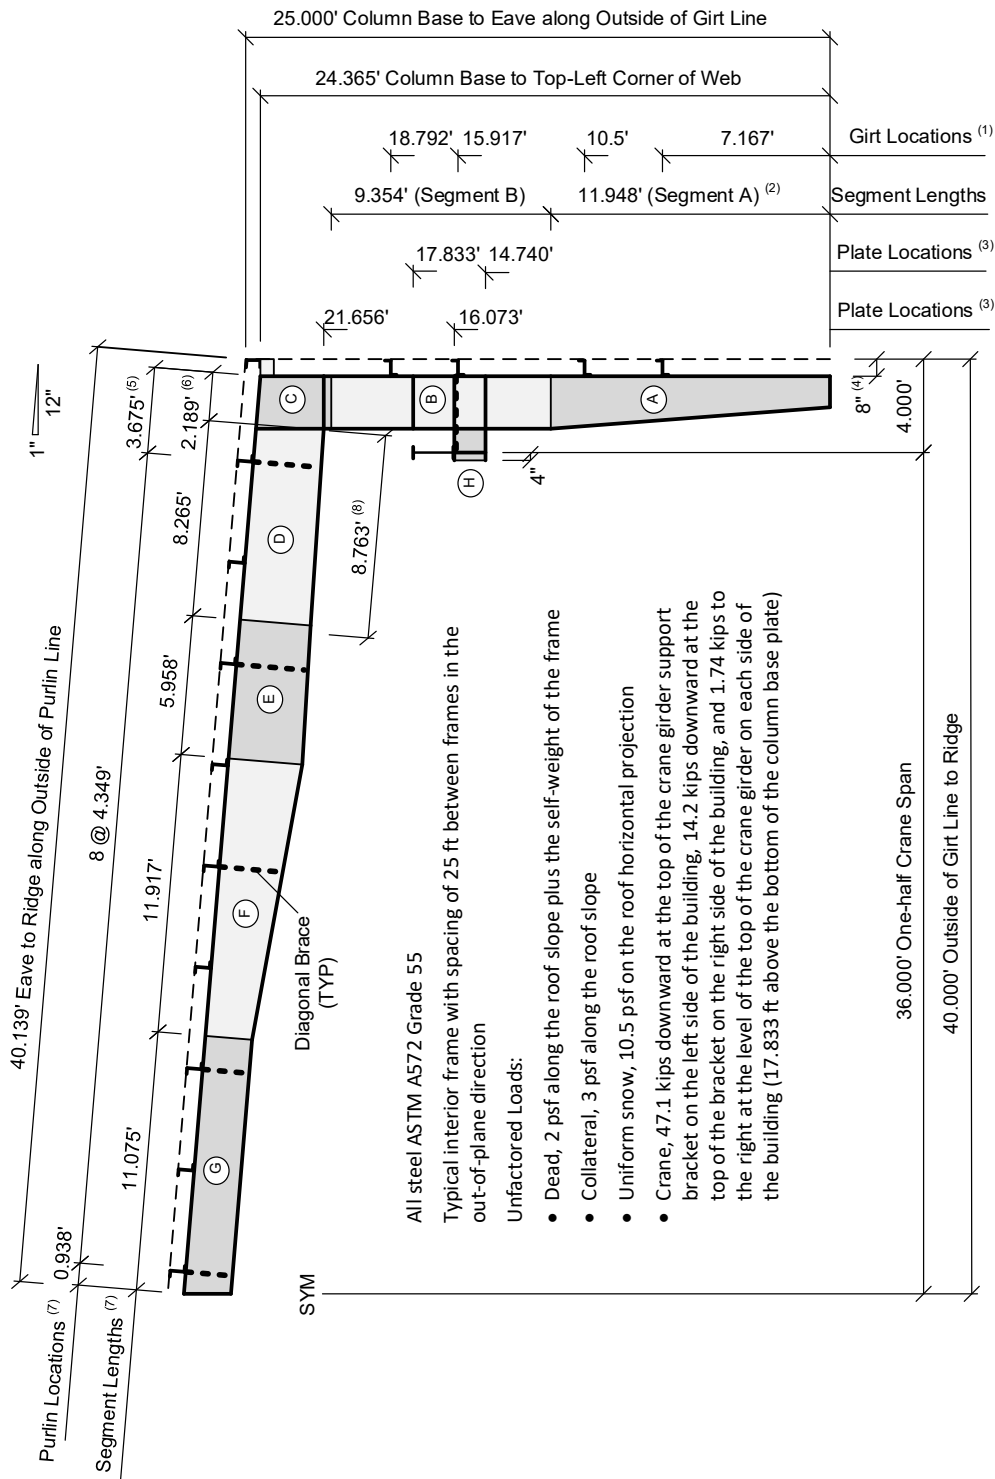 25.000' Column Base to Eave along Outside of Girt Line
24.365' Column Base to Top-Left Corner of Web
18.792' 15.917' 10.5' 7.167' Girt Locations (1)
9.354' (Segment B) 11.948' (Segment A) (2) Segment Lengths
17.833' 14.740' Plate Locations (3)
21.656' 16.073' Plate Locations (3)
1"
12"
40.139' Eave to Ridge along Outside of Purlin Line
Purlin Locations (7)
0.938'
8 @ 4.349'
3.675' (5)
Segment Lengths (7)
11.075'
11.917'
5.958'
8.265'
2.189' (6)
8.763' (8)
C
B
A
H
D
E
F
G
8" (4)
4.000'
4"
Diagonal Brace
(TYP)
SYM
All steel ASTM A572 Grade 55
Typical interior frame with spacing of 25 ft between frames in the
out-of-plane direction
Unfactored Loads:
• Dead, 2 psf along the roof slope plus the self-weight of the frame
• Collateral, 3 psf along the roof slope
• Uniform snow, 10.5 psf on the roof horizontal projection
• Crane, 47.1 kips downward at the top of the crane girder support
bracket on the left side of the building, 14.2 kips downward at the
top of the bracket on the right side of the building, and 1.74 kips to
the right at the level of the top of the crane girder on each side of
the building (17.833 ft above the bottom of the column base plate)
36.000' One-half Crane Span
40.000' Outside of Girt Line to Ridge